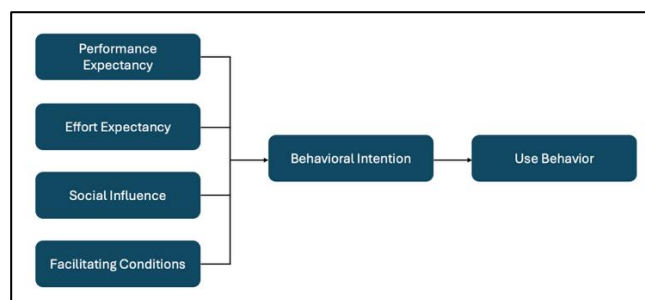 Performance
Expectancy
Effort Expectancy
Social Influence
Facilitating Conditions
Behavioral Intention
Use Behavior